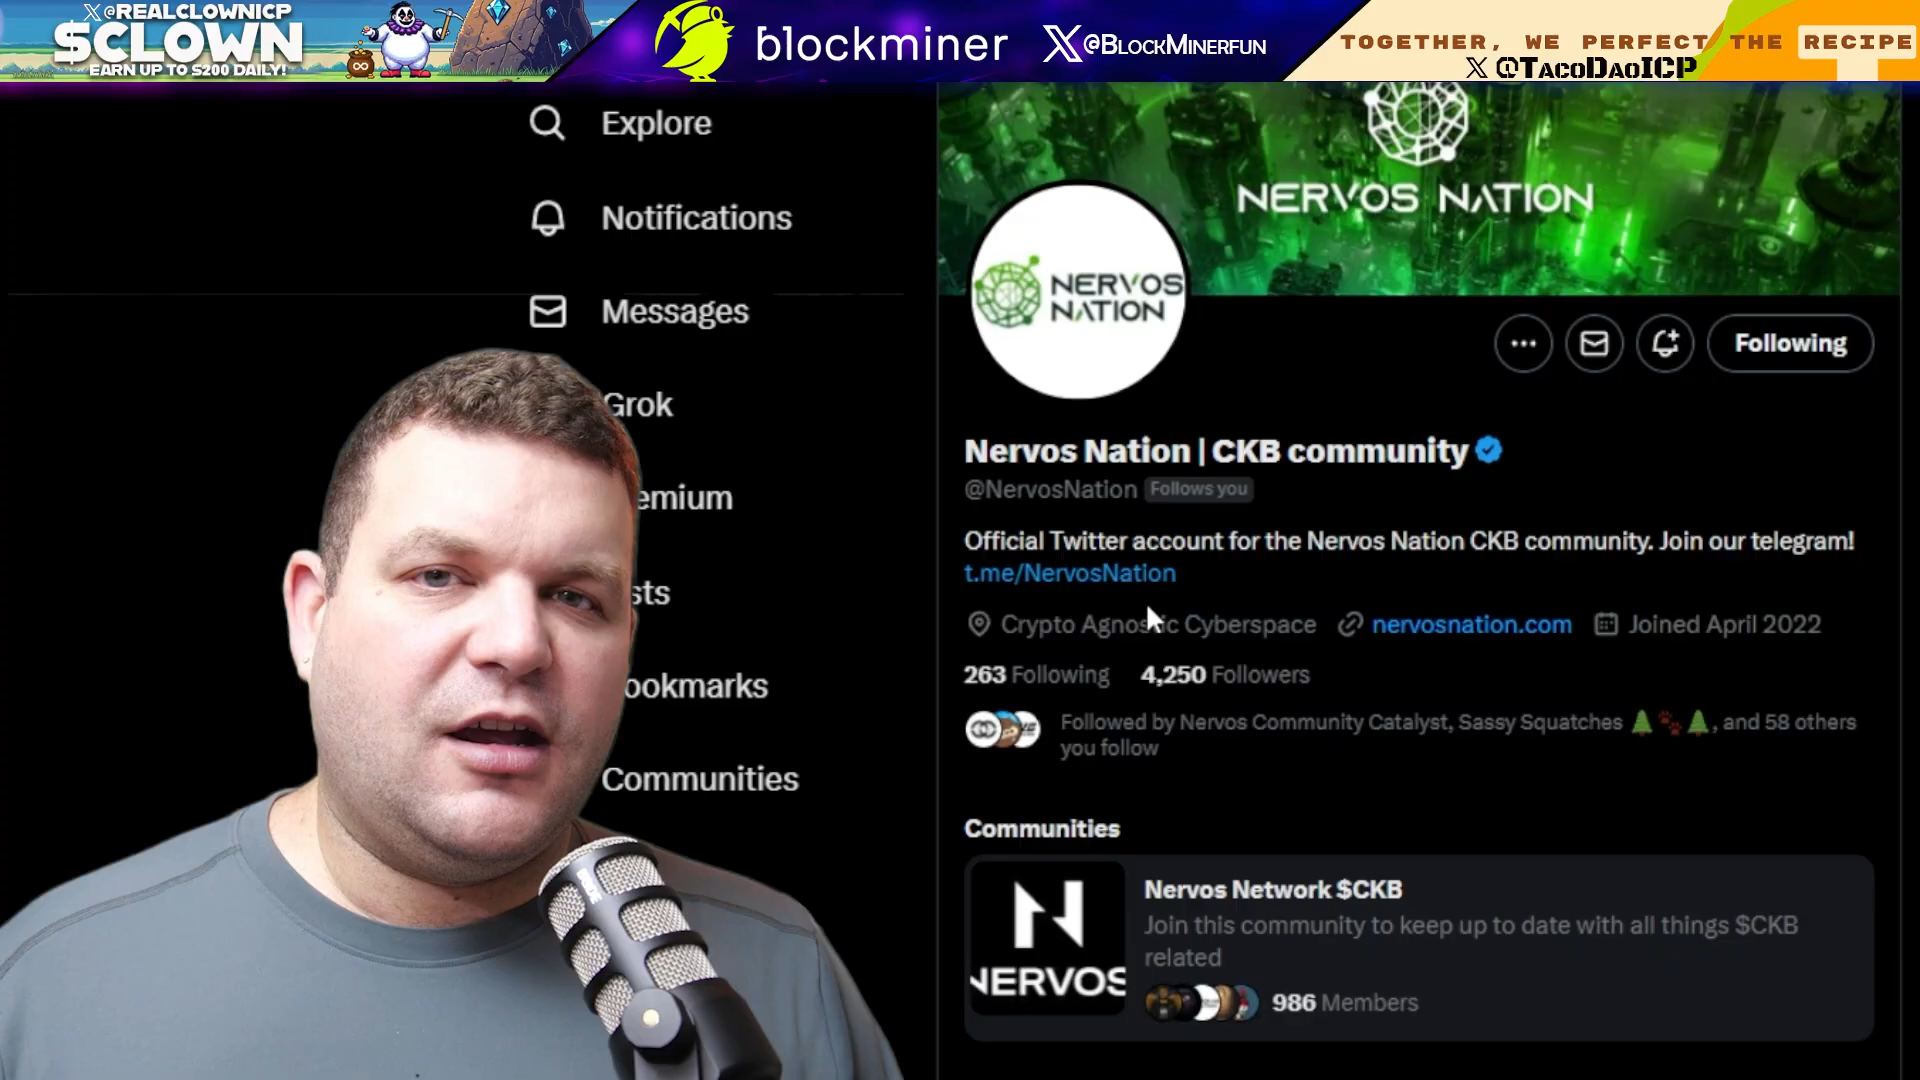 @REALCLOWNICP
$CLOWN
EARN UP TO $200 DAILY!
blockminer
@BLOCKMINERFUN
TOGETHER, WE PERFECT THE RECIPE
@TACODAOICP
Explore
Notifications
Messages
Grok
emium
sts
ookmarks
Communities
NERVOS NATION
NERVOS
NATION
Following
Nervos Nation | CKB community
@NervosNation Follows you
Official Twitter account for the Nervos Nation CKB community. Join our telegram!
t.me/NervosNation
Crypto Agnostic Cyberspace nervosnation.com Joined April 2022
263 Following 4,250 Followers
Followed by Nervos Community Catalyst, Sassy Squatches 🌲🐾🌲, and 58 others
you follow
Communities
NERVOS
Nervos Network $CKB
Join this community to keep up to date with all things $CKB
related
986 Members